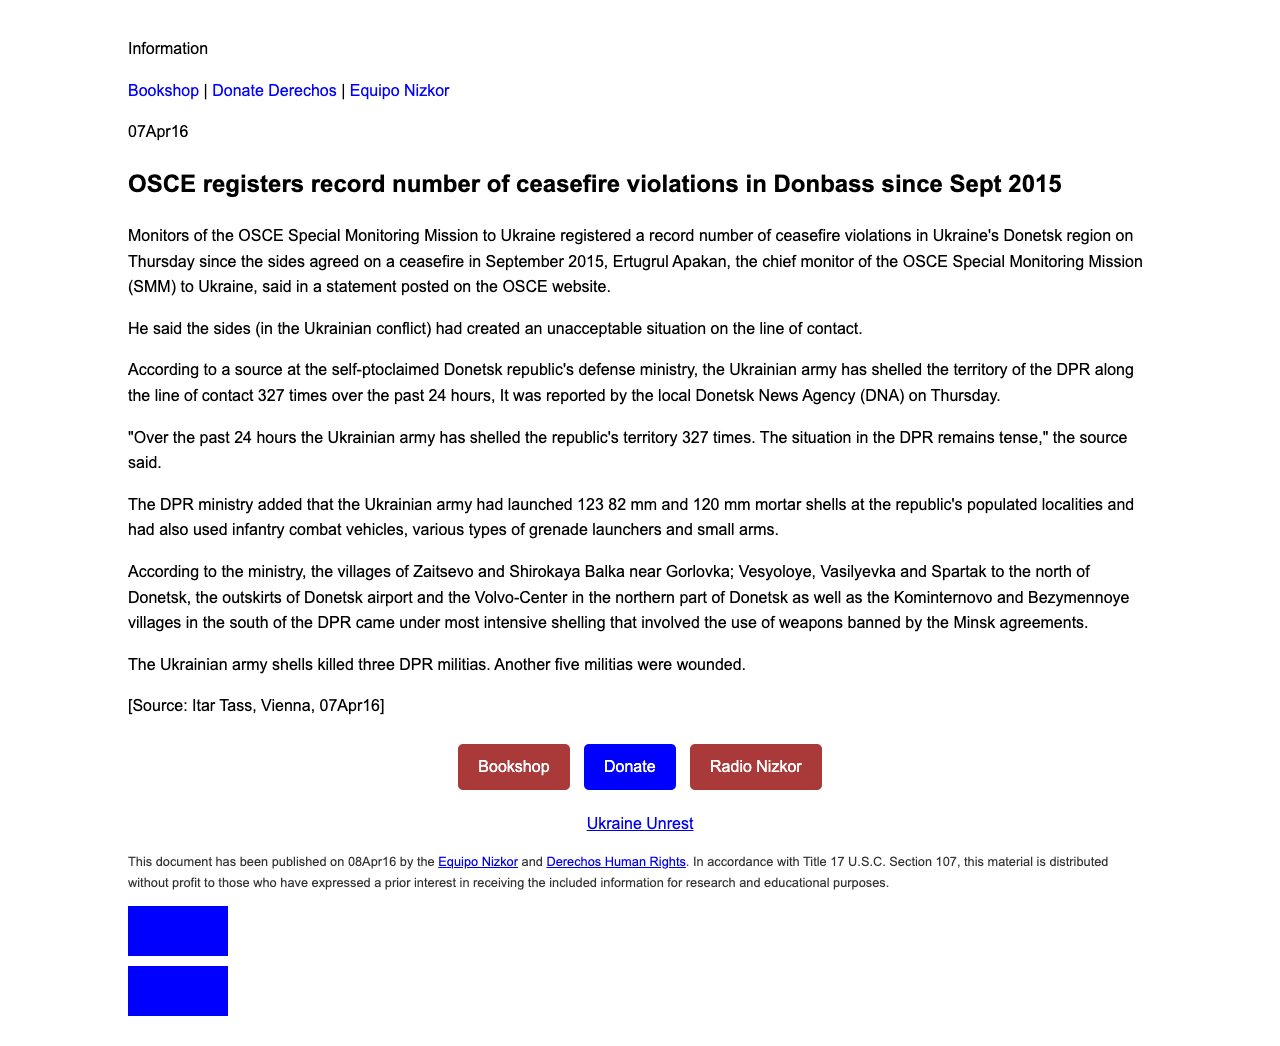 Information
Bookshop | Donate Derechos | Equipo Nizkor
07Apr16
OSCE registers record number of ceasefire violations in Donbass since Sept 2015
Monitors of the OSCE Special Monitoring Mission to Ukraine registered a record number of ceasefire violations in Ukraine's Donetsk region on
Thursday since the sides agreed on a ceasefire in September 2015, Ertugrul Apakan, the chief monitor of the OSCE Special Monitoring Mission
(SMM) to Ukraine, said in a statement posted on the OSCE website.
He said the sides (in the Ukrainian conflict) had created an unacceptable situation on the line of contact.
According to a source at the self-ptoclaimed Donetsk republic's defense ministry, the Ukrainian army has shelled the territory of the DPR along
the line of contact 327 times over the past 24 hours, It was reported by the local Donetsk News Agency (DNA) on Thursday.
"Over the past 24 hours the Ukrainian army has shelled the republic's territory 327 times. The situation in the DPR remains tense," the source
said.
The DPR ministry added that the Ukrainian army had launched 123 82 mm and 120 mm mortar shells at the republic's populated localities and
had also used infantry combat vehicles, various types of grenade launchers and small arms.
According to the ministry, the villages of Zaitsevo and Shirokaya Balka near Gorlovka; Vesyoloye, Vasilyevka and Spartak to the north of
Donetsk, the outskirts of Donetsk airport and the Volvo-Center in the northern part of Donetsk as well as the Kominternovo and Bezymennoye
villages in the south of the DPR came under most intensive shelling that involved the use of weapons banned by the Minsk agreements.
The Ukrainian army shells killed three DPR militias. Another five militias were wounded.
[Source: Itar Tass, Vienna, 07Apr16]
Bookshop Donate Radio Nizkor
Ukraine Unrest
This document has been published on 08Apr16 by the Equipo Nizkor and Derechos Human Rights. In accordance with Title 17 U.S.C. Section 107, this material is distributed
without profit to those who have expressed a prior interest in receiving the included information for research and educational purposes.